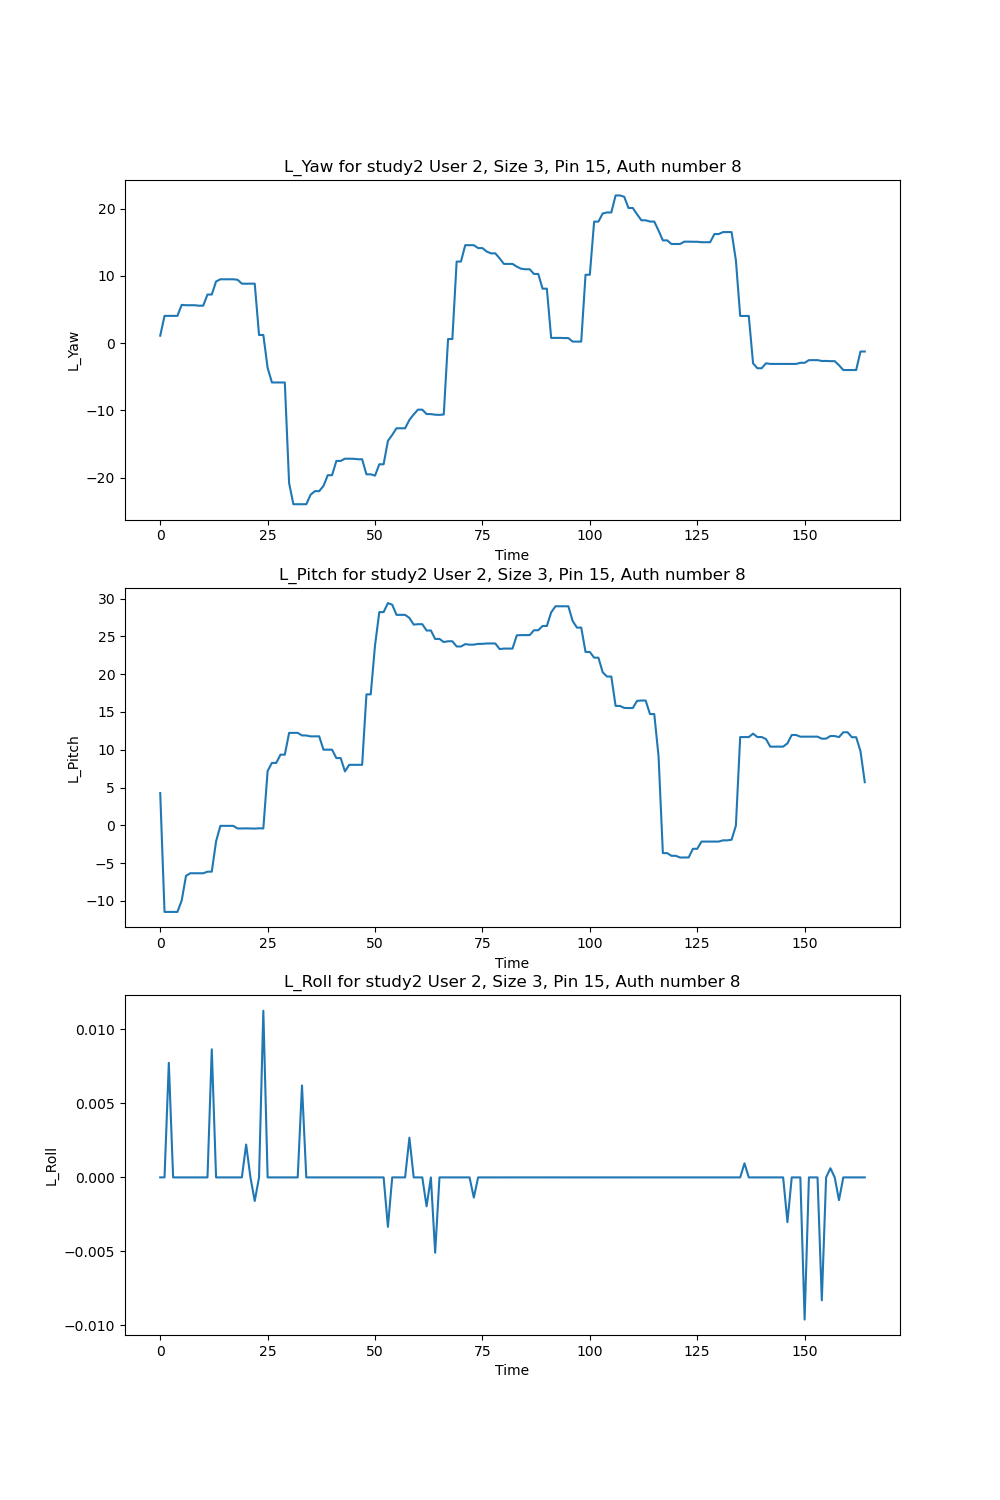 L_Yaw for study2 User 2, Size 3, Pin 15, Auth number 8
20
10
0
−10
−20
L_Yaw
0 25 50 75 100 125 150
Time
L_Pitch for study2 User 2, Size 3, Pin 15, Auth number 8
30
25
20
15
10
5
0
−5
−10
L_Pitch
0 25 50 75 100 125 150
Time
L_Roll for study2 User 2, Size 3, Pin 15, Auth number 8
0.010
0.005
0.000
−0.005
−0.010
L_Roll
0 25 50 75 100 125 150
Time